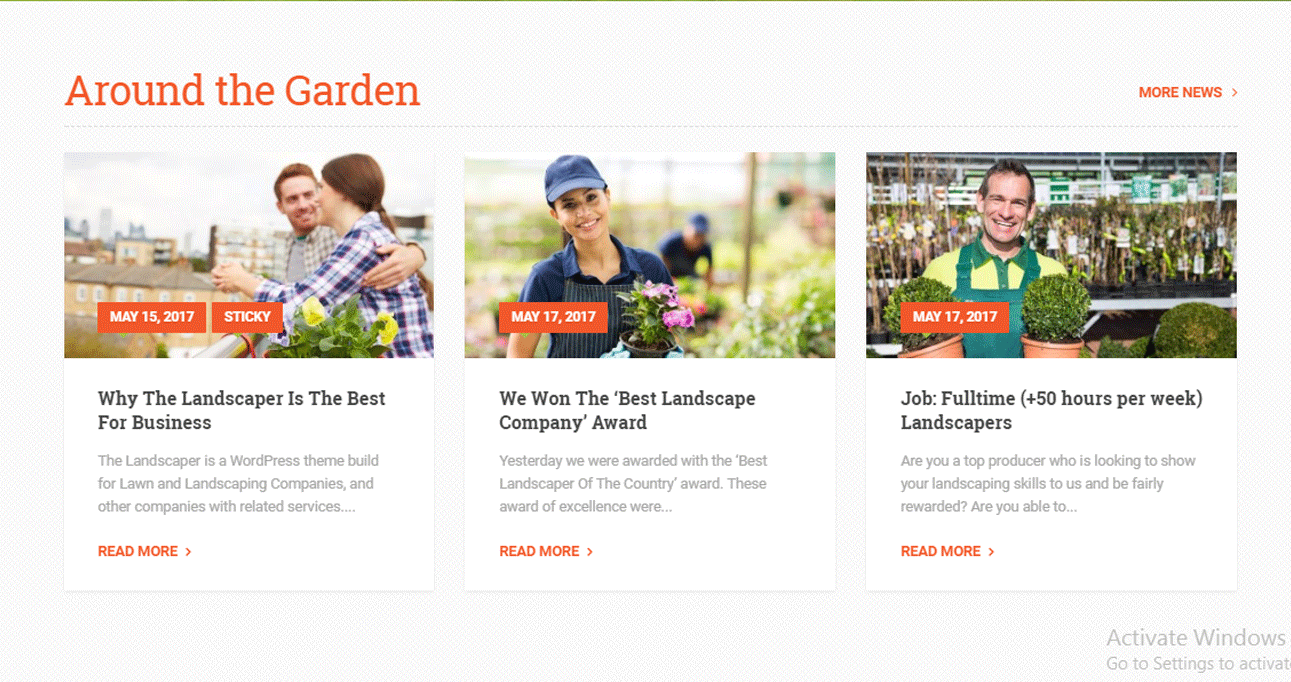 Around the Garden
MORE NEWS
MAY 15, 2017
STICKY
Why The Landscaper Is The Best
For Business
The Landscaper is a WordPress theme build
for Lawn and Landscaping Companies, and
other companies with related services....
READ MORE
MAY 17, 2017
We Won The ‘Best Landscape
Company’ Award
Yesterday we were awarded with the ‘Best
Landscaper Of The Country’ award. These
award of excellence were...
READ MORE
MAY 17, 2017
Job: Fulltime (+50 hours per week)
Landscapers
Are you a top producer who is looking to show
your landscaping skills to us and be fairly
rewarded? Are you able to...
READ MORE
Activate Windows
Go to Settings to activate